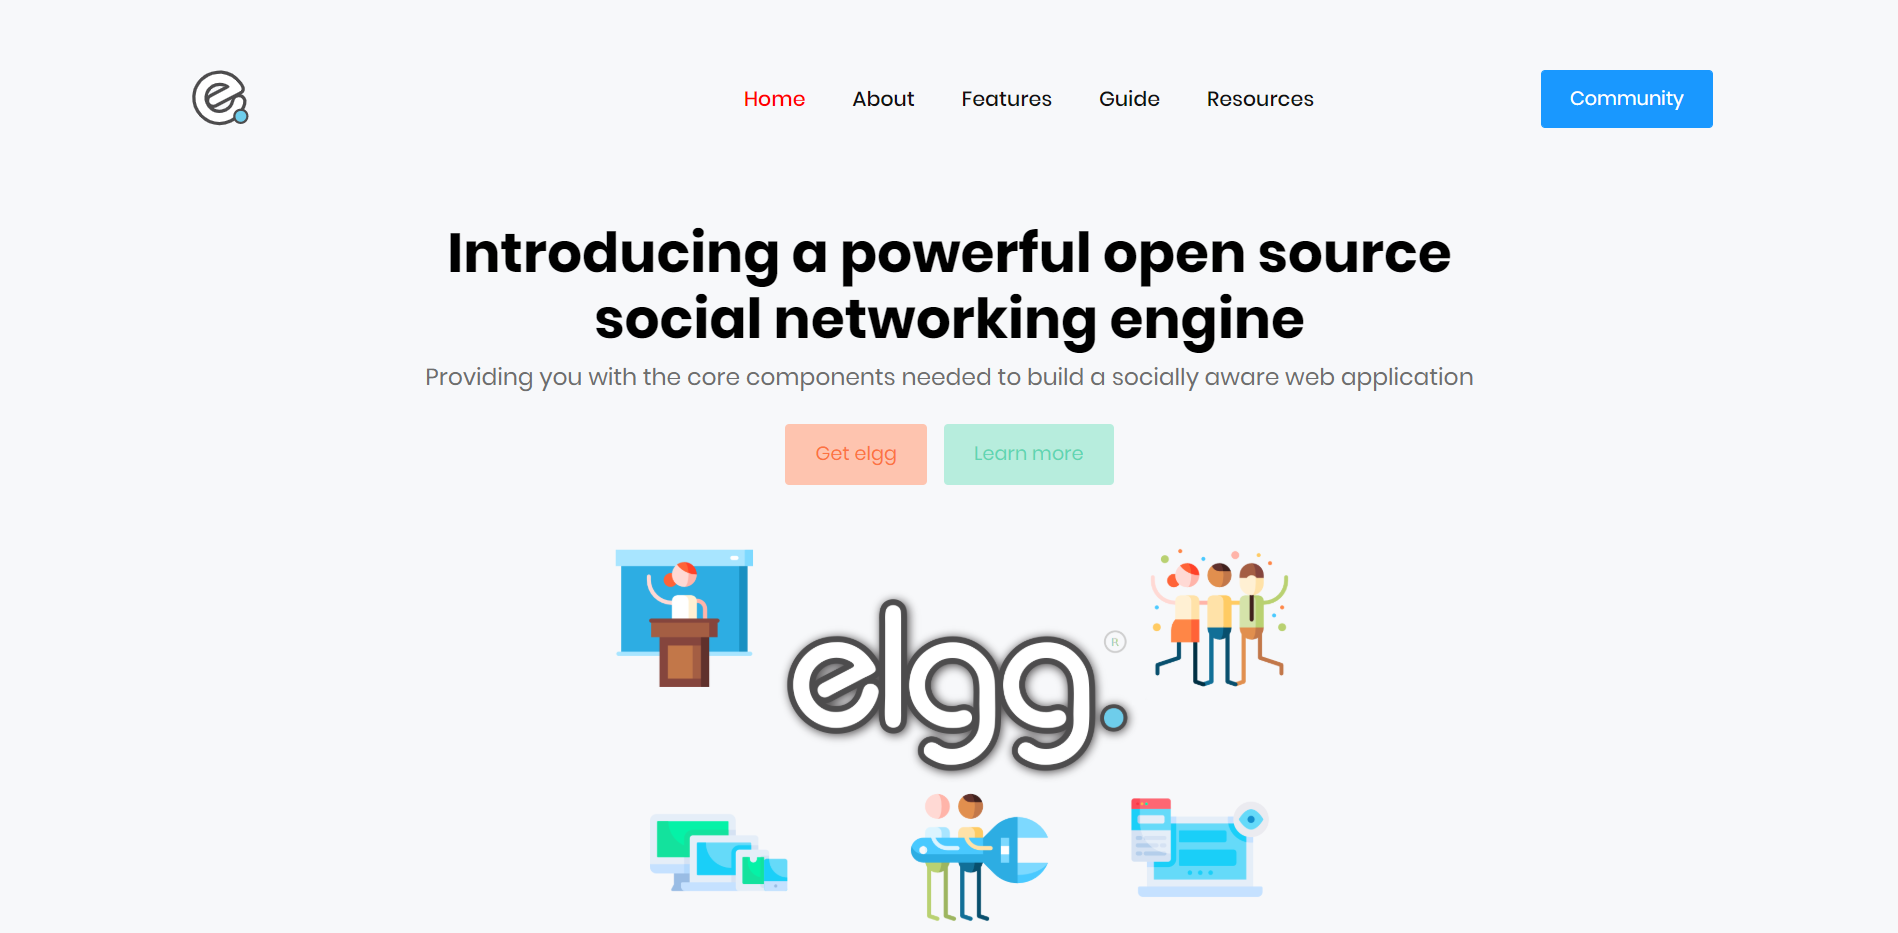 e.
Home About Features Guide Resources Community
Introducing a powerful open source
social networking engine
Providing you with the core components needed to build a socially aware web application
Get elgg Learn more
elgg. ®